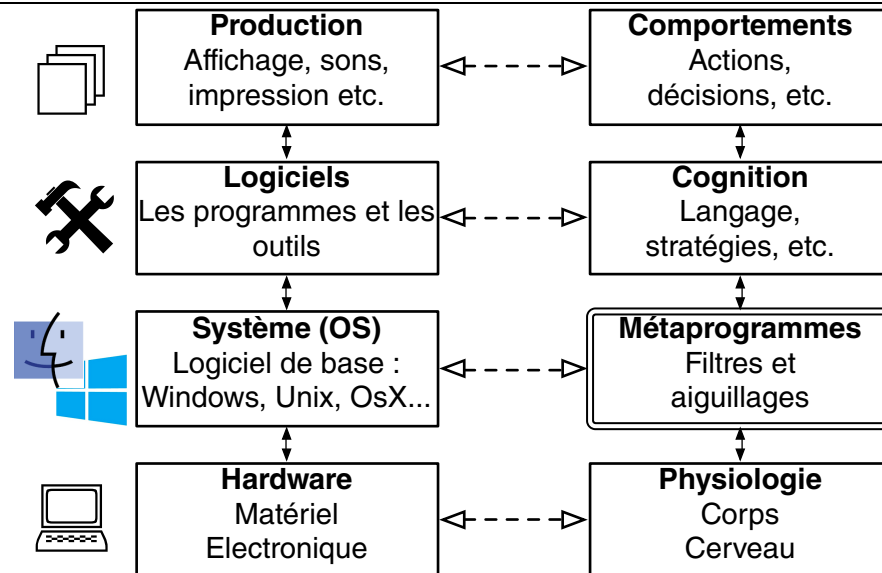 Production
Affichage, sons,
impression etc.
Comportements
Actions,
décisions, etc.
Logiciels
Les programmes et les
outils
Cognition
Langage,
stratégies, etc.
Système (OS)
Logiciel de base :
Windows, Unix, OsX...
Métaprogrammes
Filtres et
aiguillages
Hardware
Matériel
Electronique
Physiologie
Corps
Cerveau